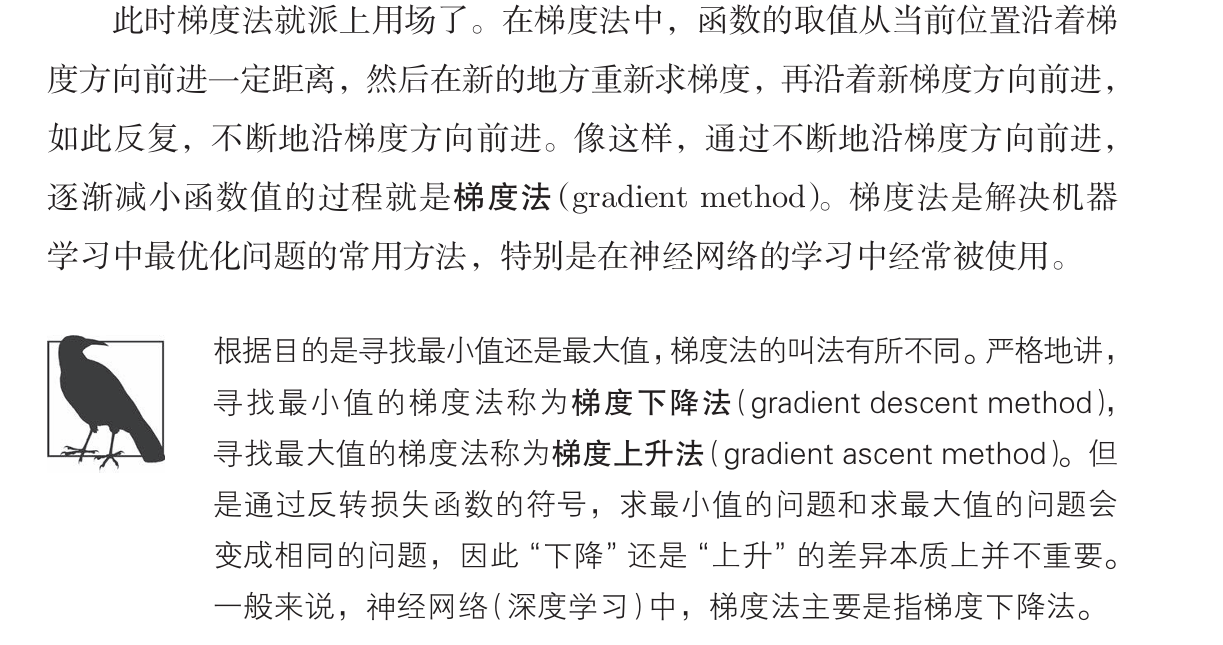 此时梯度法就派上用场了。在梯度法中，函数的取值从当前位置沿着梯
度方向前进一定距离，然后在新的地方重新求梯度，再沿着新梯度方向前进，
如此反复，不断地沿梯度方向前进。像这样，通过不断地沿梯度方向前进，
逐渐减小函数值的过程就是梯度法(gradient method)。梯度法是解决机器
学习中最优化问题的常用方法，特别是在神经网络的学习中经常被使用。
根据目的是寻找最小值还是最大值，梯度法的叫法有所不同。严格地讲，
寻找最小值的梯度法称为梯度下降法(gradient descent method)，
寻找最大值的梯度法称为梯度上升法(gradient ascent method)。但
是通过反转损失函数的符号，求最小值的问题和求最大值的问题会
变成相同的问题，因此“下降”还是“上升”的差异本质上并不重要。
一般来说，神经网络(深度学习)中，梯度法主要是指梯度下降法。